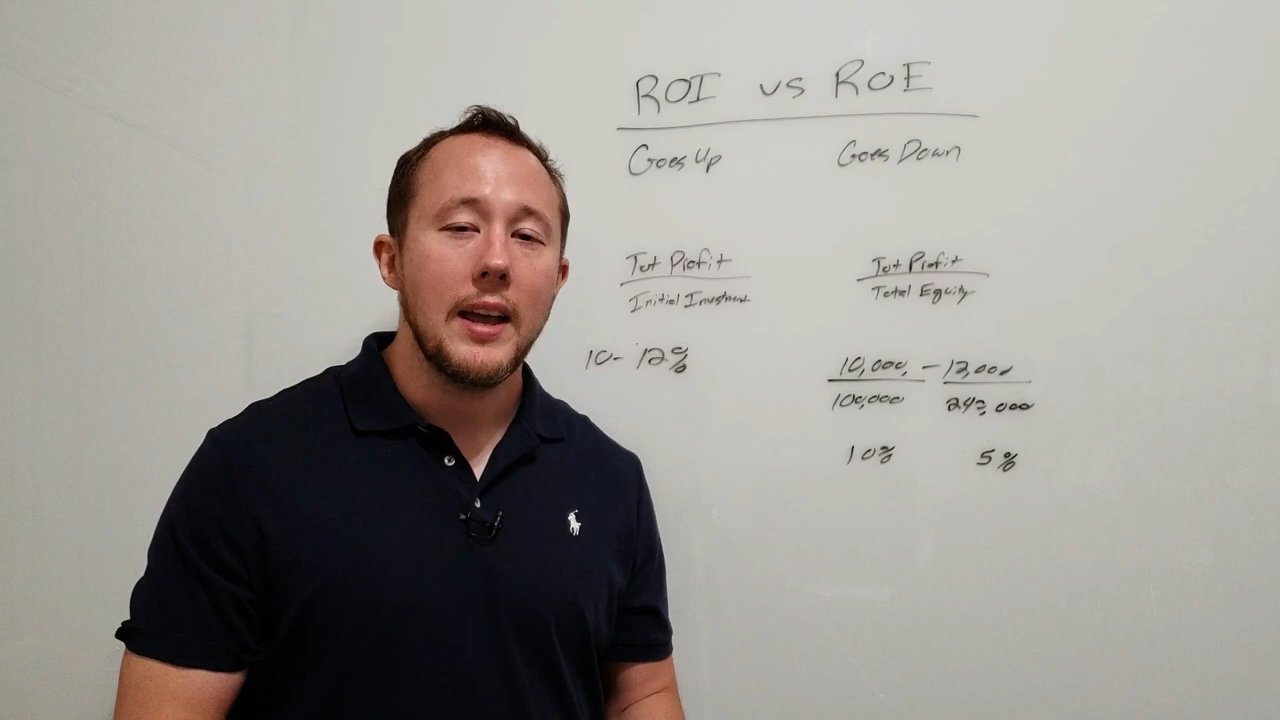 ROI vs ROE
Goes Up Goes Down
Tot Profit Tot Profit
Initial Investment Total Equity
10-12% 10,000 - 12,000
100,000 242,000
10% 5%